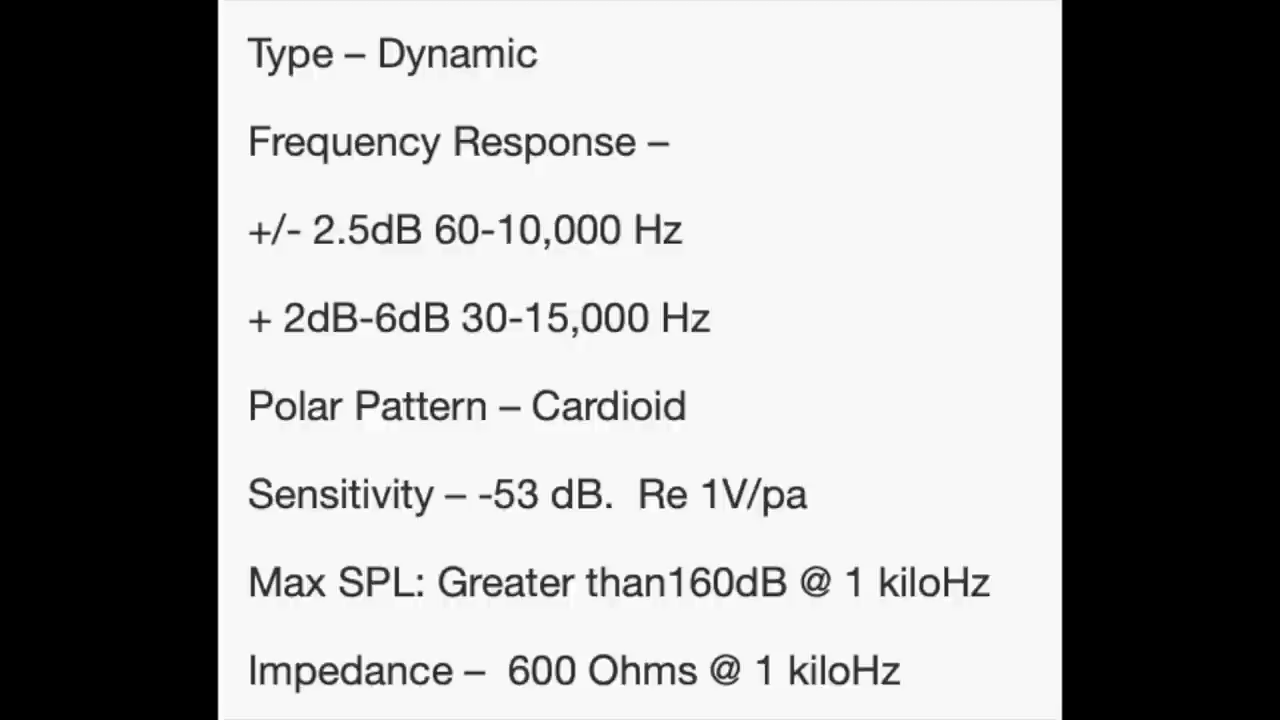 Type – Dynamic
Frequency Response –
+/- 2.5dB 60-10,000 Hz
+ 2dB-6dB 30-15,000 Hz
Polar Pattern – Cardioid
Sensitivity – -53 dB.  Re 1V/pa
Max SPL: Greater than160dB @ 1 kiloHz
Impedance –  600 Ohms @ 1 kiloHz